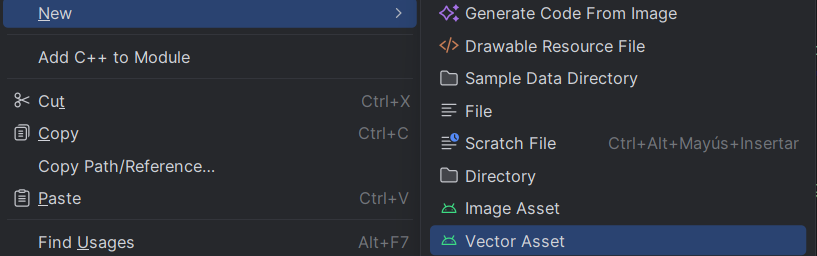 New
Add C++ to Module
Cut Ctrl+X
Copy Ctrl+C
Copy Path/Reference...
Paste Ctrl+V
Find Usages Alt+F7
Generate Code From Image
Drawable Resource File
Sample Data Directory
File
Scratch File Ctrl+Alt+Mayús+Insertar
Directory
Image Asset
Vector Asset